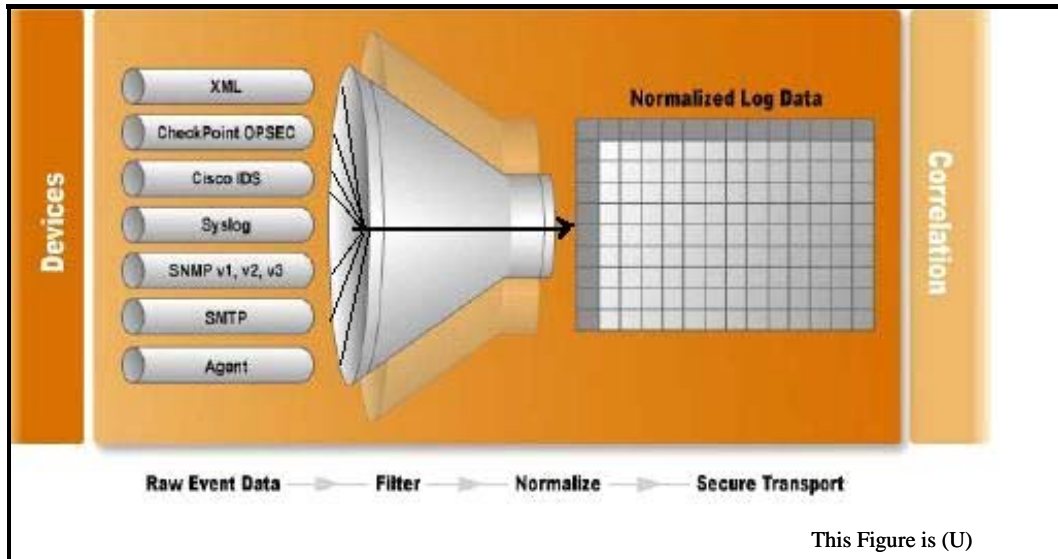 Devices
XML
CheckPoint OPSEC
Cisco IDS
Syslog
SNMP v1, v2, v3
SMTP
Agent
Normalized Log Data
Correlation
Raw Event Data
Filter
Normalize
Secure Transport
This Figure is (U)